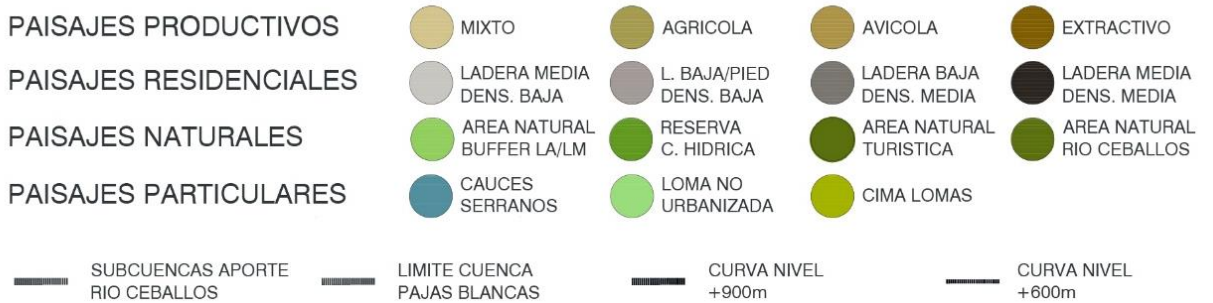 PAISAJES PRODUCTIVOS
MIXTO
AGRICOLA
AVICOLA
EXTRACTIVO
PAISAJES RESIDENCIALES
LADERA MEDIA
DENS. BAJA
L. BAJA/PIED
DENS. BAJA
LADERA BAJA
DENS. MEDIA
LADERA MEDIA
DENS. MEDIA
PAISAJES NATURALES
AREA NATURAL
BUFFER LA/LM
RESERVA
C. HIDRICA
AREA NATURAL
TURISTICA
AREA NATURAL
RIO CEBALLOS
PAISAJES PARTICULARES
CAUCES
SERRANOS
LOMA NO
URBANIZADA
CIMA LOMAS
SUBCUENCAS APORTE
RIO CEBALLOS
LIMITE CUENCA
PAJAS BLANCAS
CURVA NIVEL
+900m
CURVA NIVEL
+600m